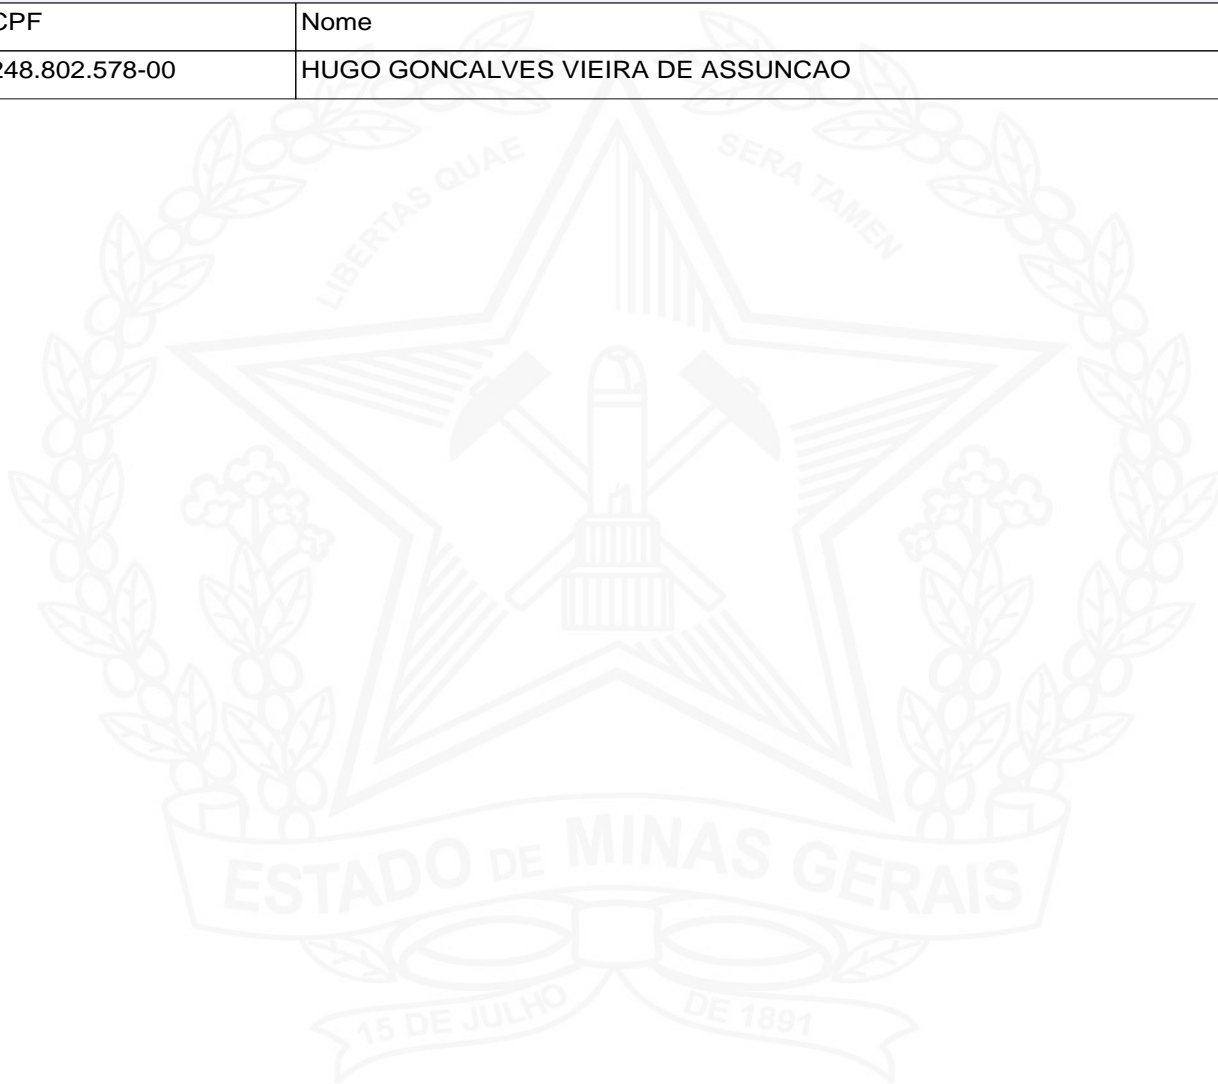 CPF Nome
248.802.578-00 HUGO GONCALVES VIEIRA DE ASSUNCAO
LIBERTAS QUAE SERA TAMEN
ESTADO DE MINAS GERAIS
15 DE JULHO DE 1891